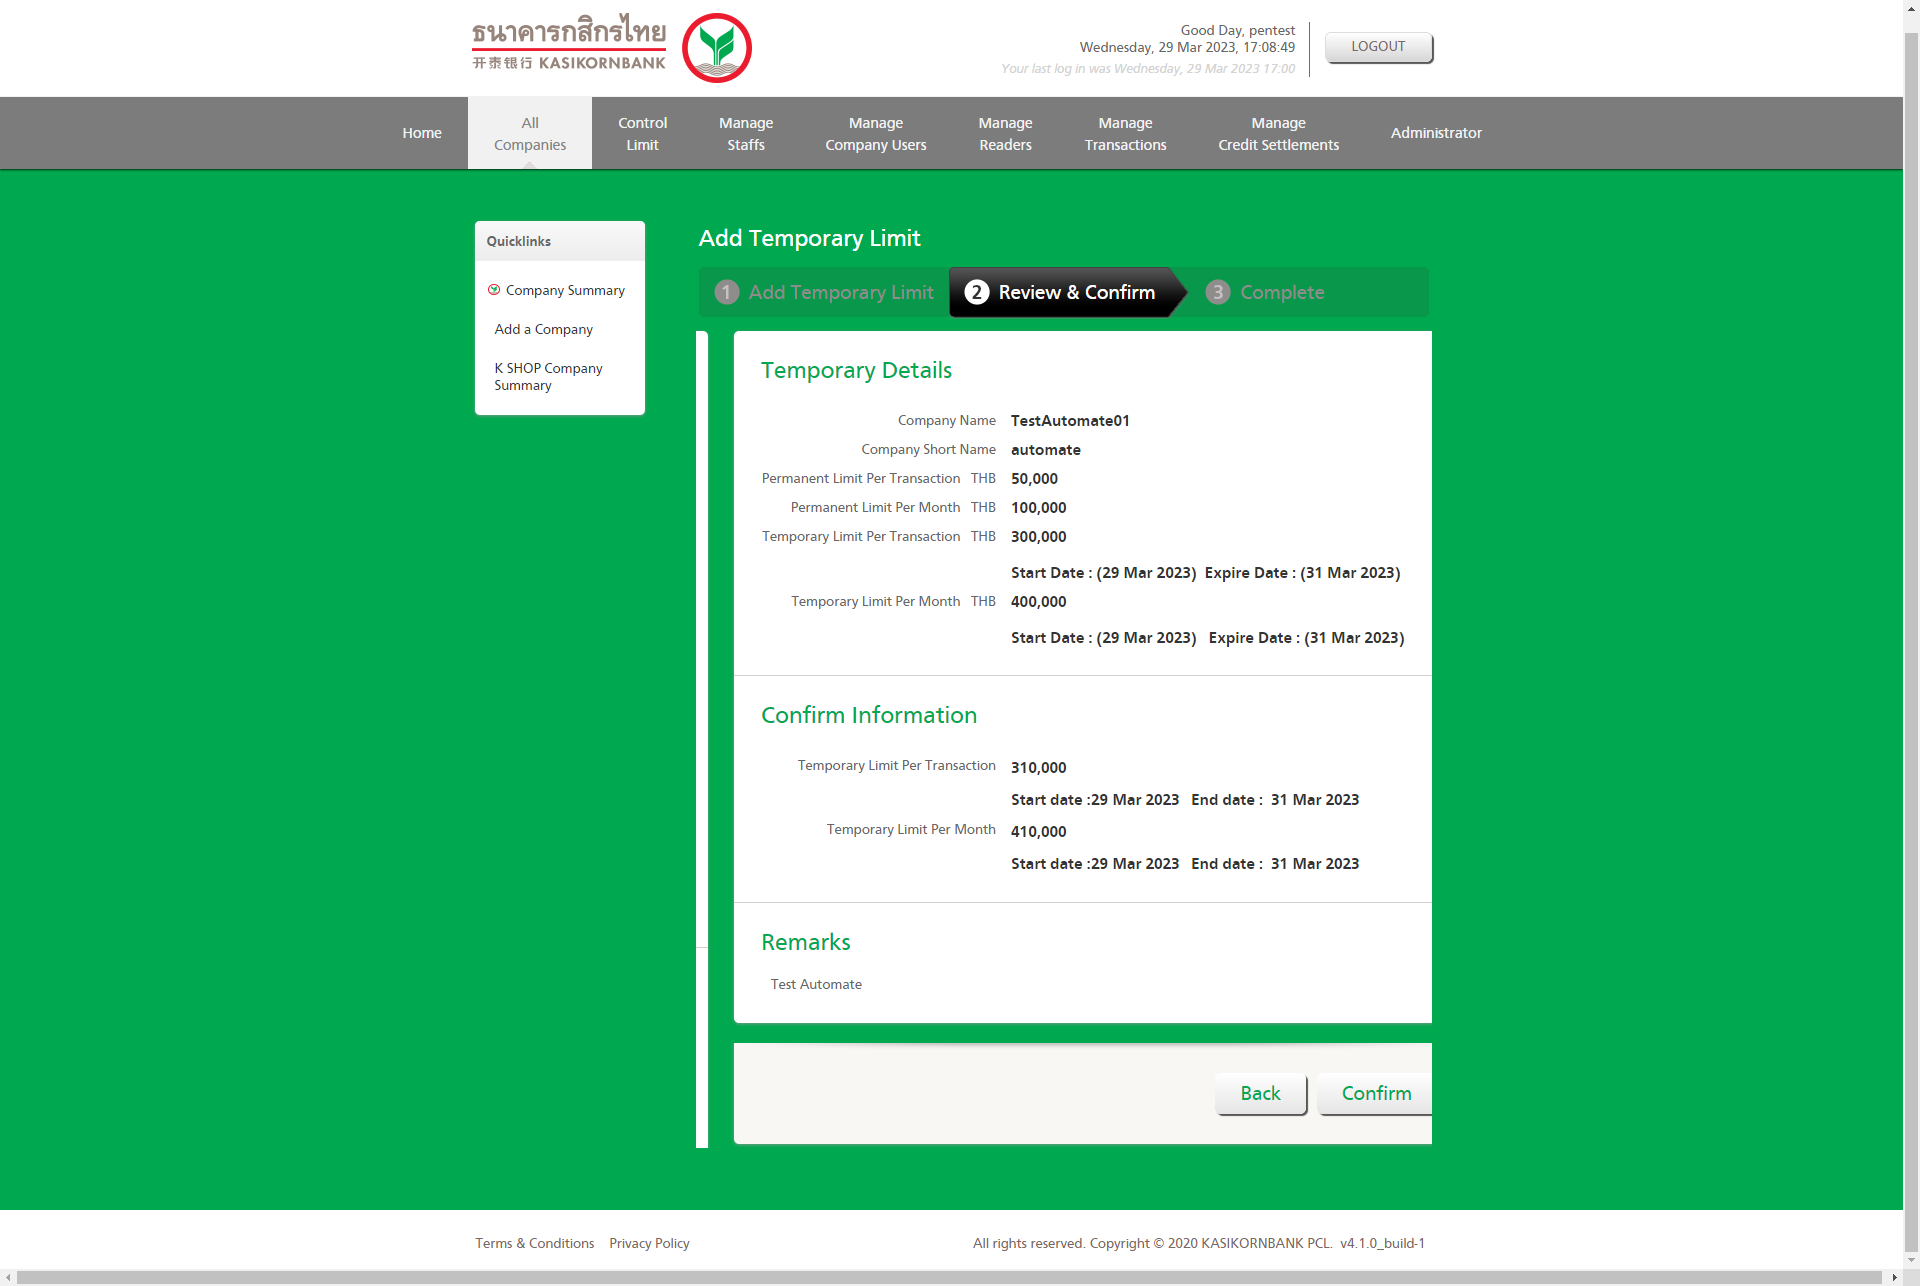 ธนาคารกสิกรไทย
开泰银行 KASIKORNBANK
Good Day, pentest
Wednesday, 29 Mar 2023, 17:08:49
Your last log in was Wednesday, 29 Mar 2023 17:00
LOGOUT
Home
All
Companies
Control
Limit
Manage
Staffs
Manage
Company Users
Manage
Readers
Manage
Transactions
Manage
Credit Settlements
Administrator
Quicklinks
Company Summary
Add a Company
K SHOP Company
Summary
Add Temporary Limit
1 Add Temporary Limit 2 Review & Confirm 3 Complete
Temporary Details
Company Name TestAutomate01
Company Short Name automate
Permanent Limit Per Transaction THB 50,000
Permanent Limit Per Month THB 100,000
Temporary Limit Per Transaction THB 300,000
Start Date : (29 Mar 2023) Expire Date : (31 Mar 2023)
Temporary Limit Per Month THB 400,000
Start Date : (29 Mar 2023) Expire Date : (31 Mar 2023)
Confirm Information
Temporary Limit Per Transaction 310,000
Start date :29 Mar 2023 End date : 31 Mar 2023
Temporary Limit Per Month 410,000
Start date :29 Mar 2023 End date : 31 Mar 2023
Remarks
Test Automate
Back Confirm
Terms & Conditions Privacy Policy
All rights reserved. Copyright © 2020 KASIKORNBANK PCL. v4.1.0_build-1